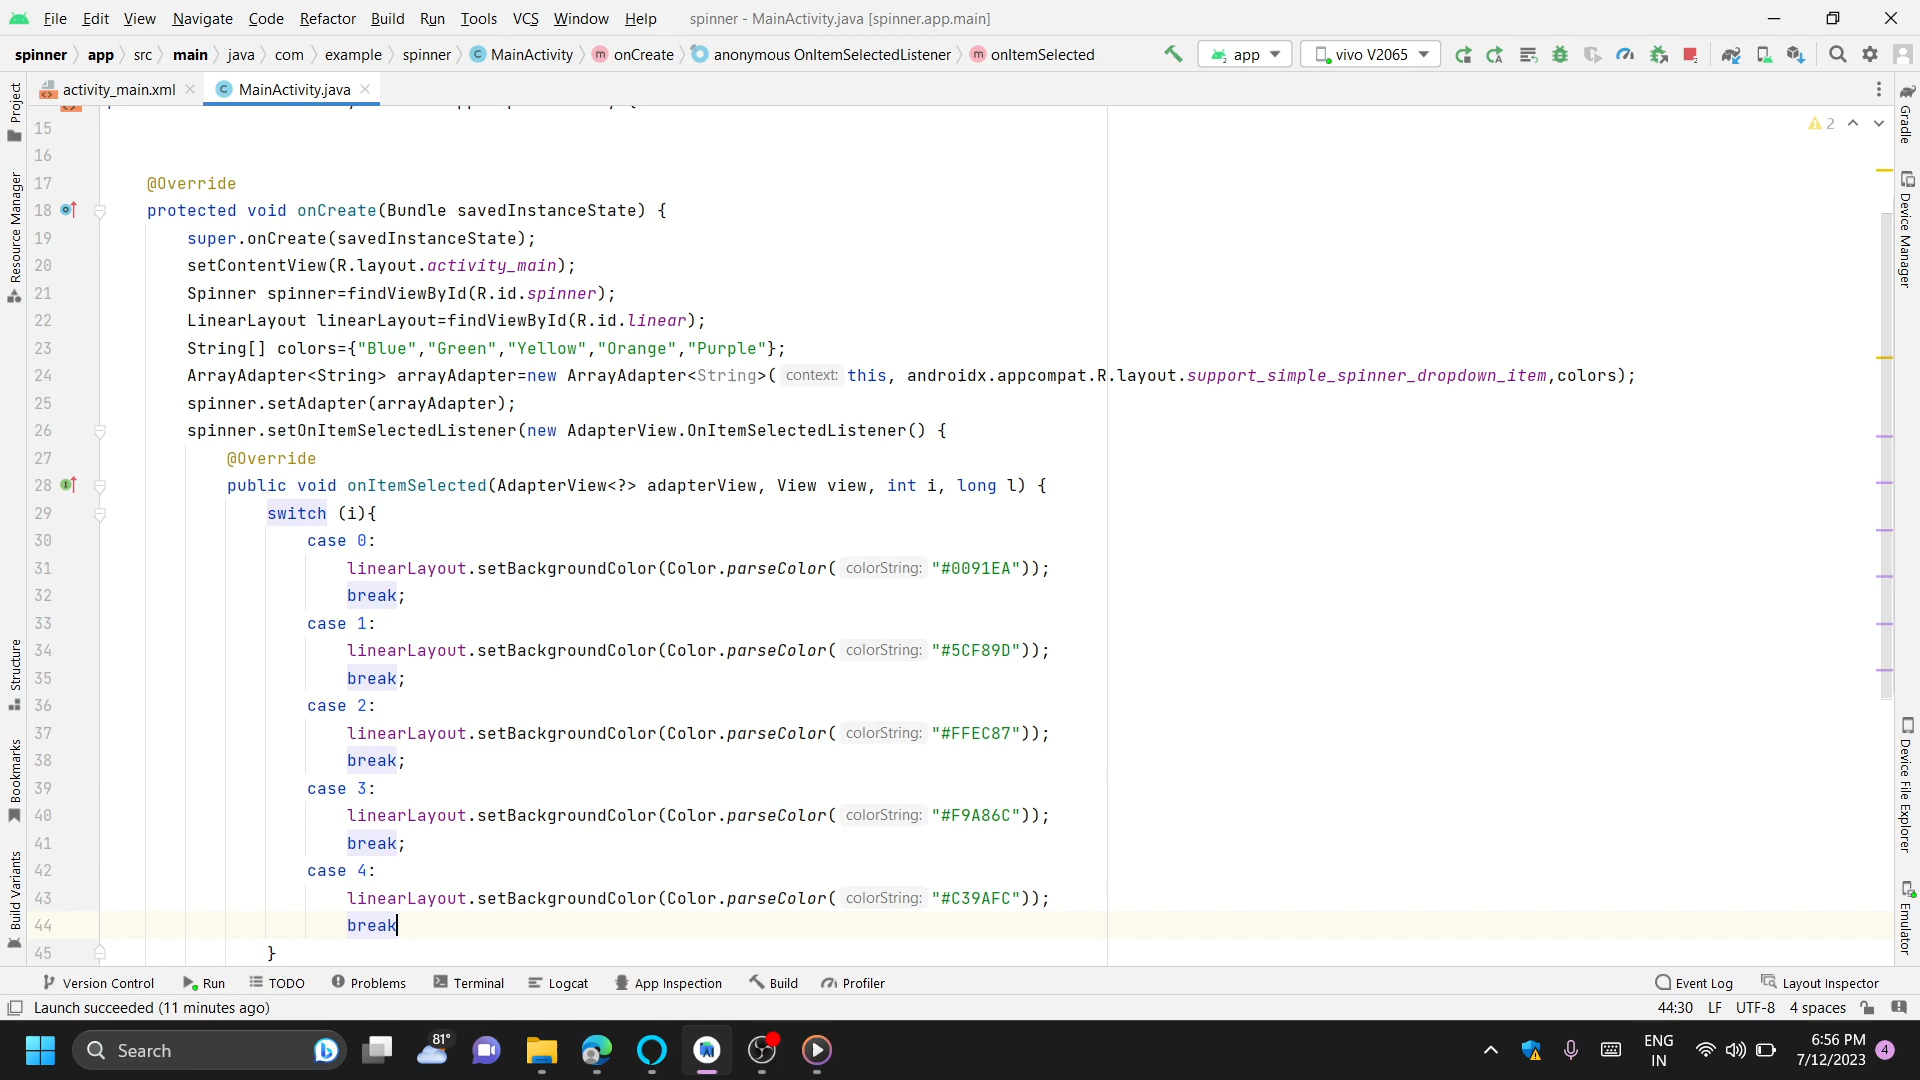 File Edit View Navigate Code Refactor Build Run Tools VCS Window Help spinner - MainActivity.java [spinner.app.main]
spinner app src main java com example spinner C MainActivity m onCreate anonymous OnItemSelectedListener m onItemSelected app vivo V2065
activity_main.xml C MainActivity.java
2
15
16
17 @Override
18 protected void onCreate(Bundle savedInstanceState) {
19 super.onCreate(savedInstanceState);
20 setContentView(R.layout.activity_main);
21 Spinner spinner=findViewById(R.id.spinner);
22 LinearLayout linearLayout=findViewById(R.id.linear);
23 String[] colors={"Blue","Green","Yellow","Orange","Purple"};
24 ArrayAdapter<String> arrayAdapter=new ArrayAdapter<String>( context: this, androidx.appcompat.R.layout.support_simple_spinner_dropdown_item,colors);
25 spinner.setAdapter(arrayAdapter);
26 spinner.setOnItemSelectedListener(new AdapterView.OnItemSelectedListener() {
27 @Override
28 public void onItemSelected(AdapterView<?> adapterView, View view, int i, long l) {
29 switch (i){
30 case 0:
31 linearLayout.setBackgroundColor(Color.parseColor( colorString: "#0091EA"));
32 break;
33 case 1:
34 linearLayout.setBackgroundColor(Color.parseColor( colorString: "#5CF89D"));
35 break;
36 case 2:
37 linearLayout.setBackgroundColor(Color.parseColor( colorString: "#FFEC87"));
38 break;
39 case 3:
40 linearLayout.setBackgroundColor(Color.parseColor( colorString: "#F9A86C"));
41 break;
42 case 4:
43 linearLayout.setBackgroundColor(Color.parseColor( colorString: "#C39AFC"));
44 break
45 }
Project
Resource Manager
Structure
Bookmarks
Build Variants
Gradle
Device Manager
Device File Explorer
Emulator
Version Control Run TODO Problems Terminal Logcat App Inspection Build Profiler Event Log Layout Inspector
Launch succeeded (11 minutes ago) 44:30 LF UTF-8 4 spaces
Search 81° ENG IN 6:56 PM 7/12/2023 4